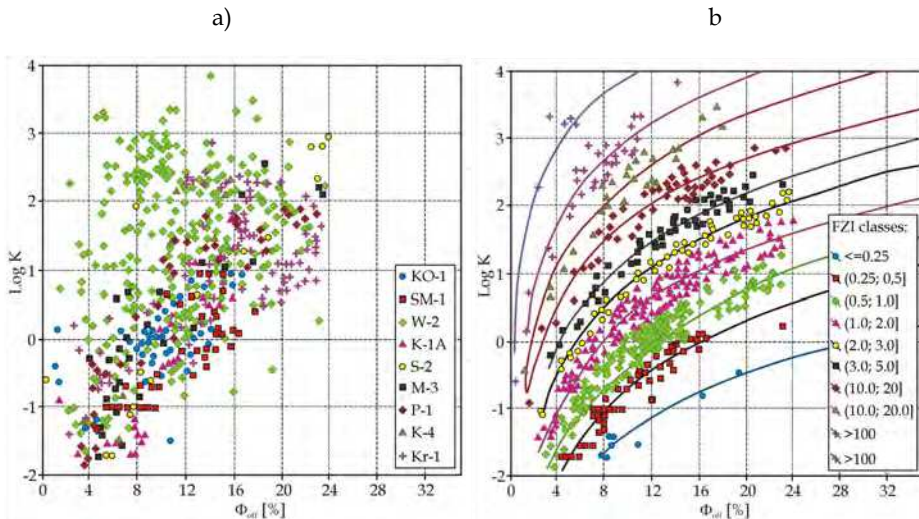 a)
b
4
3
2
1
0
-1
-2
Log K
0
4
8
12
16
20
24
28
32
Φeff [%]
KO-1
SM-1
W-2
K-1A
S-2
M-3
P-1
K-4
Kr-1
4
3
2
1
0
-1
-2
Log K
0
4
8
12
16
20
24
28
32
Φeff [%]
FZI classes:
<=0.25
(0.25; 0,5]
(0.5; 1.0]
(1.0; 2.0]
(2.0; 3.0]
(3.0; 5.0]
(10.0; 20]
(10.0; 20.0]
>100
>100